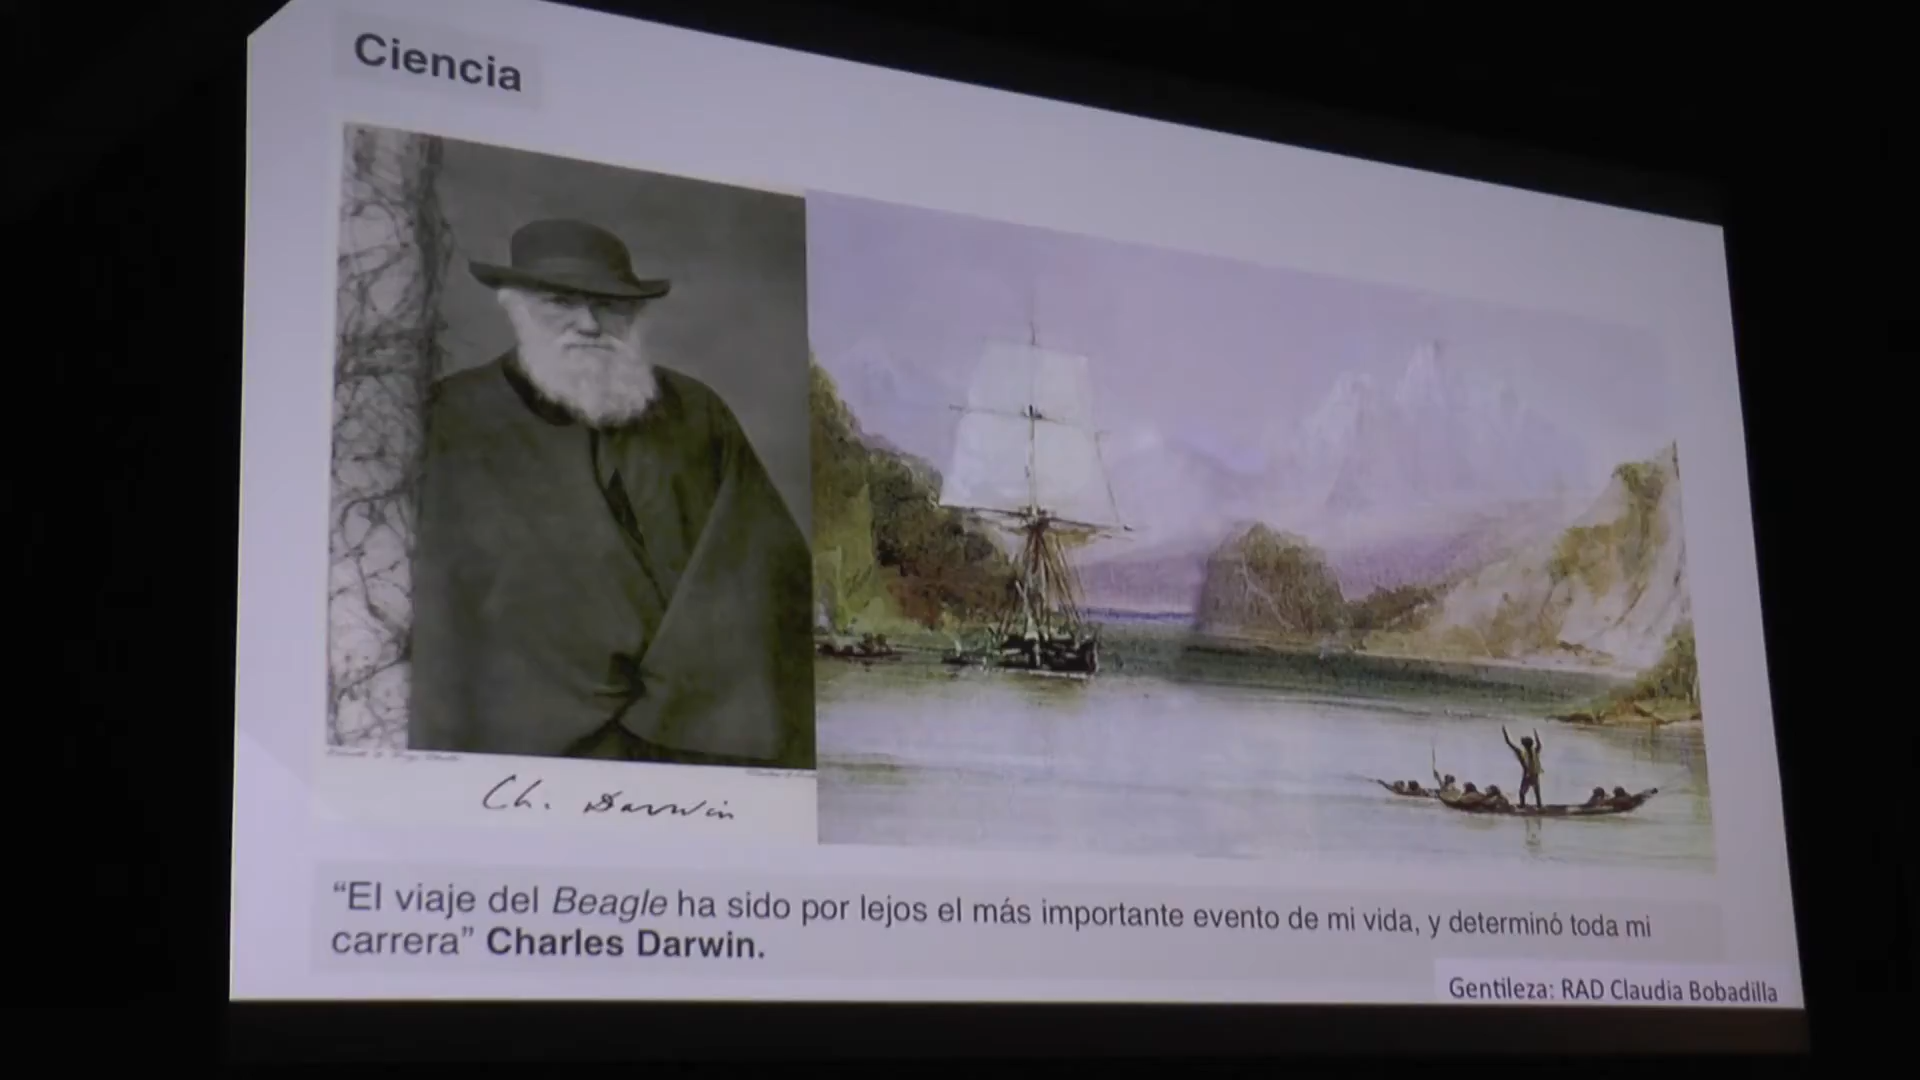 Ciencia
Ch. Darwin
“El viaje del Beagle ha sido por lejos el más importante evento de mi vida, y determinó toda mi
carrera” Charles Darwin.
Gentileza: RAD Claudia Bobadilla